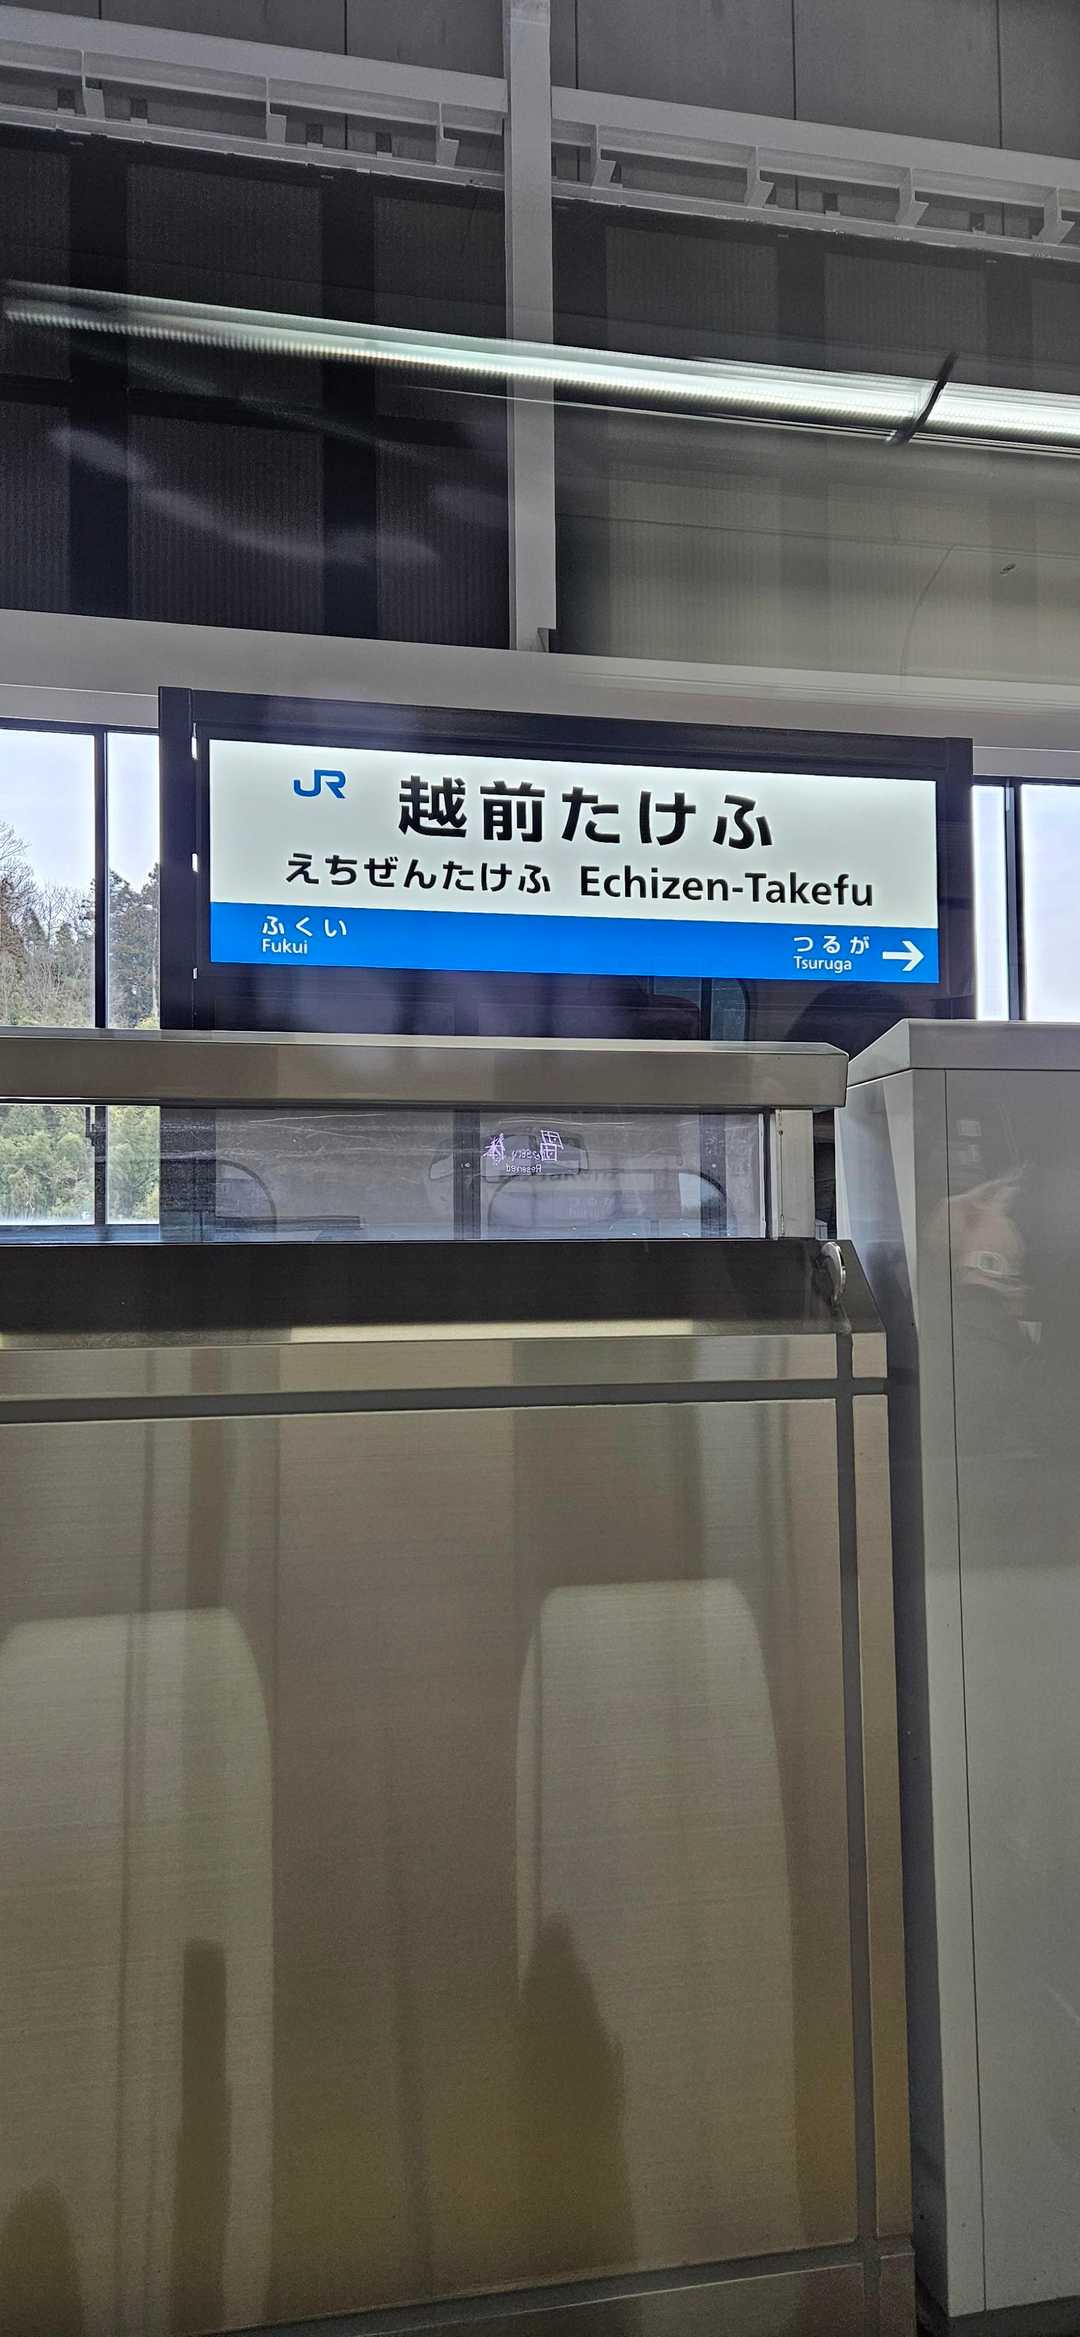 JR 越前たけふ
えちぜんたけふ Echizen-Takefu
ふくい
Fukui
つるが →
Tsuruga
Reserved